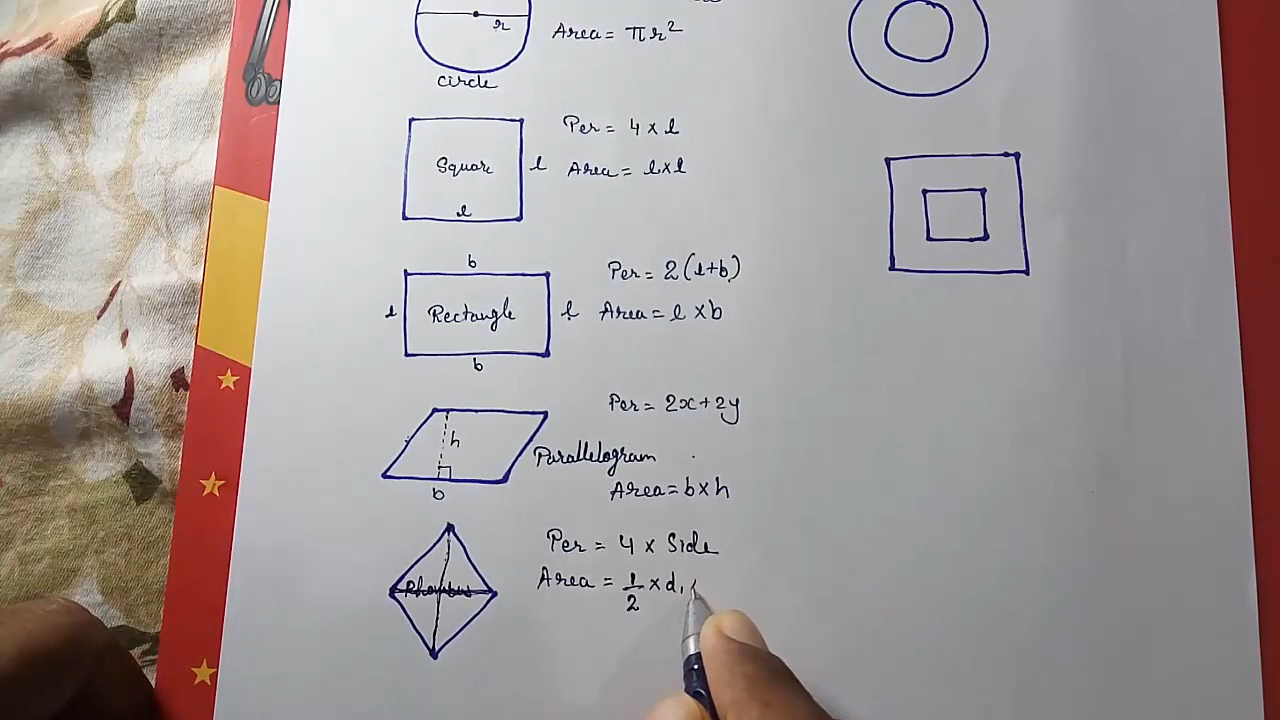 r
Area = πr²
circle
Per = 4 × l
Squar
l
Area = l×l
l
b
Per = 2(l+b)
l
Rectangle
l
Area = l × b
b
Per = 2x+2y
h
Parallelogram
Area = b×h
b
Per = 4 × Side
Rhombus
Area = 1/2 × d₁